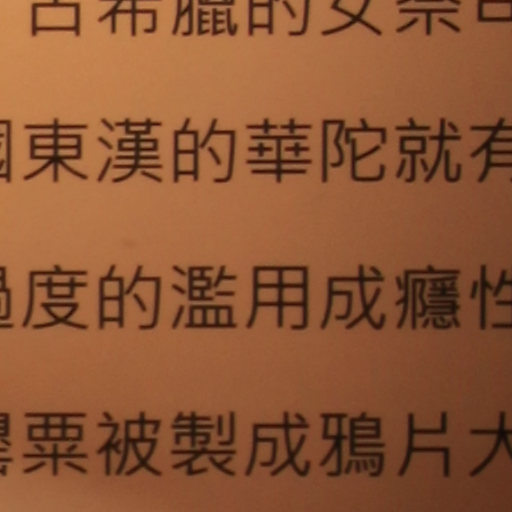 古希臘的女祭司
國東漢的華陀就有
過度的濫用成癮性
罌粟被製成鴉片大